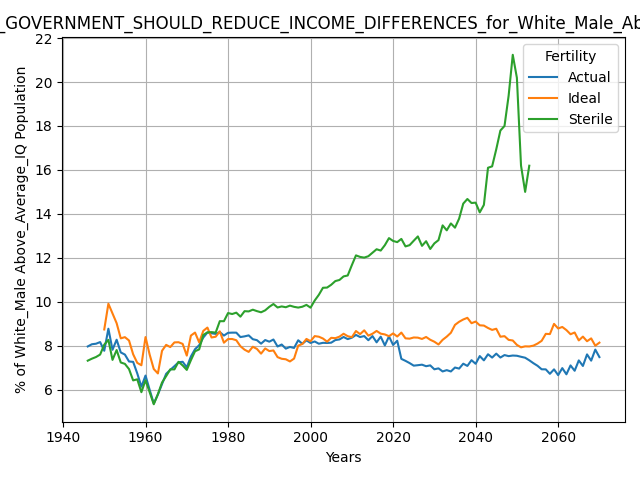 _GOVERNMENT_SHOULD_REDUCE_INCOME_DIFFERENCES_for_White_Male_Ab
22
20
18
16
14
12
10
8
6
% of White_Male Above_Average_IQ Population
Fertility
Actual
Ideal
Sterile
1940 1960 1980 2000 2020 2040 2060
Years